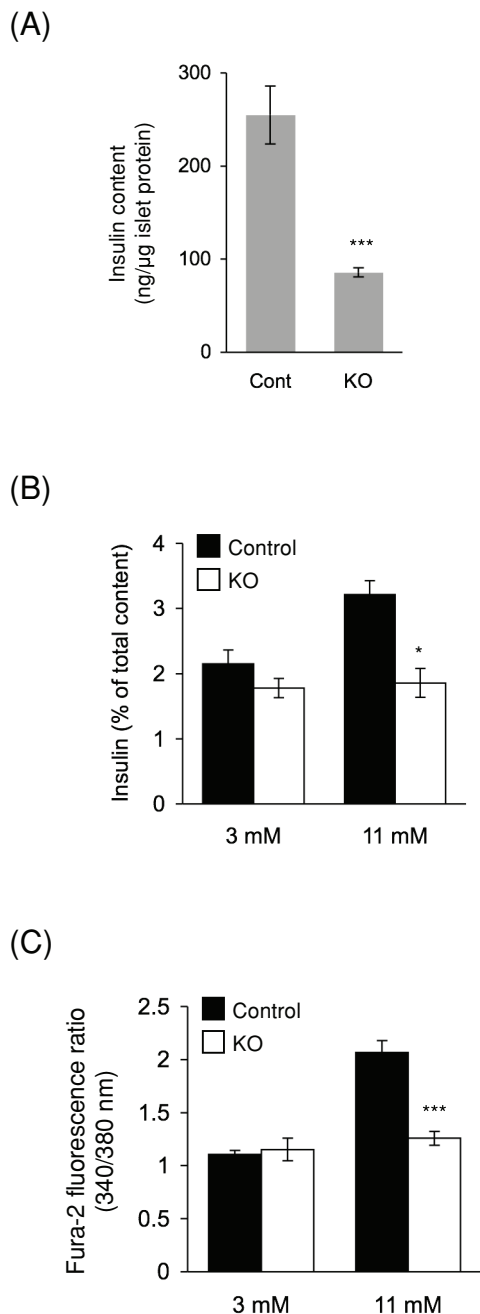 (A)
Insulin content
(ng/µg islet protein)
300
200
100
0
***
Cont KO
(B)
Insulin (% of total content)
4
3
2
1
0
Control
KO
*
3 mM 11 mM
(C)
Fura-2 fluorescence ratio
(340/380 nm)
2.5
2
1.5
1
0.5
0
Control
KO
***
3 mM 11 mM